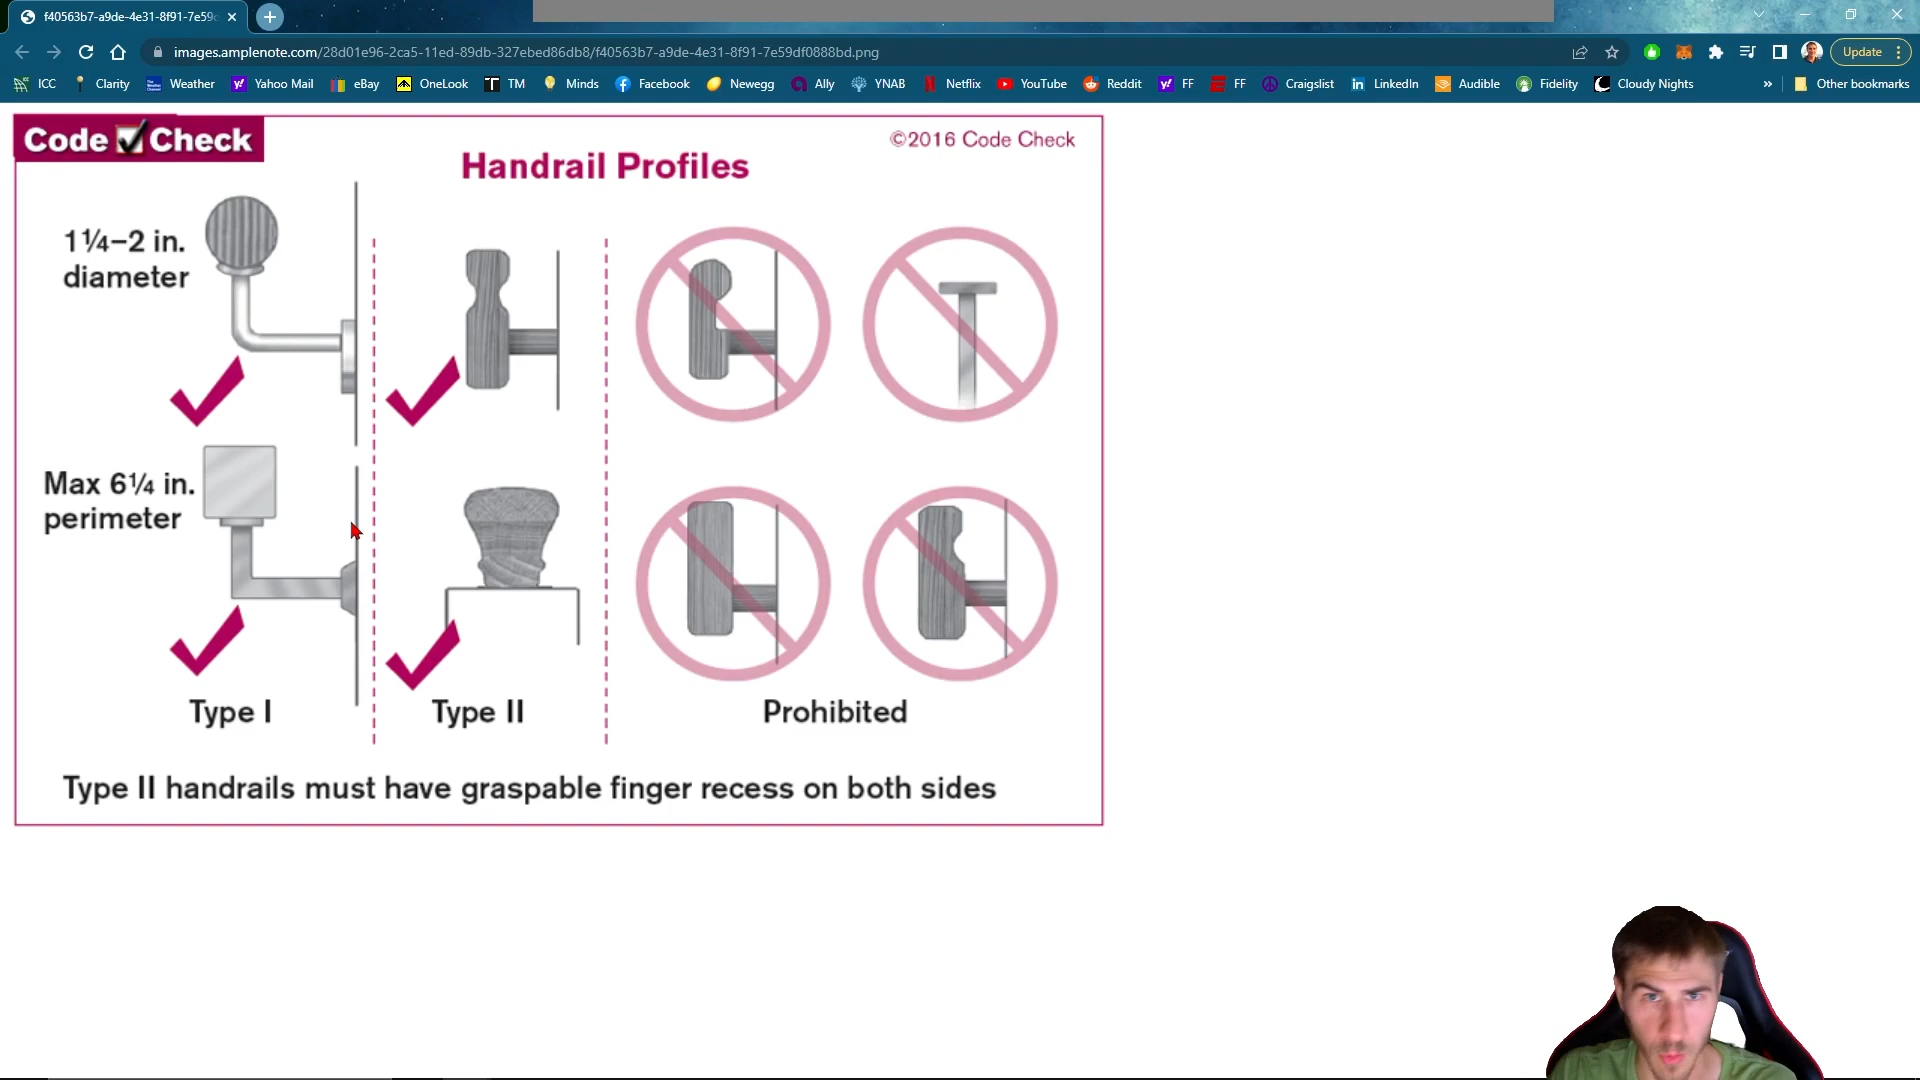 f40563b7-a9de-4e31-8f91-7e59d
images.amplenote.com/28d01e96-2ca5-11ed-89db-327ebed86db8/f40563b7-a9de-4e31-8f91-7e59df0888bd.png
Update
ICC Clarity Weather Yahoo Mail eBay OneLook TM Minds Facebook Newegg Ally YNAB Netflix YouTube Reddit FF FF Craigslist LinkedIn Audible Fidelity Cloudy Nights » Other bookmarks
Code Check
©2016 Code Check
Handrail Profiles
1¼–2 in.
diameter
Max 6¼ in.
perimeter
Type I
Type II
Prohibited
Type II handrails must have graspable finger recess on both sides